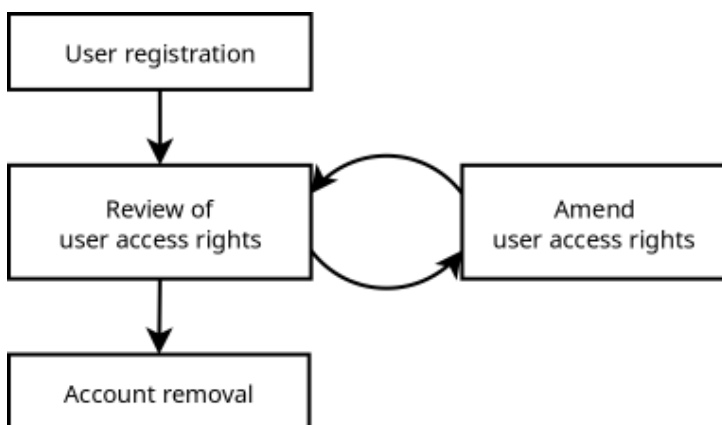 User registration
Review of
user access rights
Amend
user access rights
Account removal